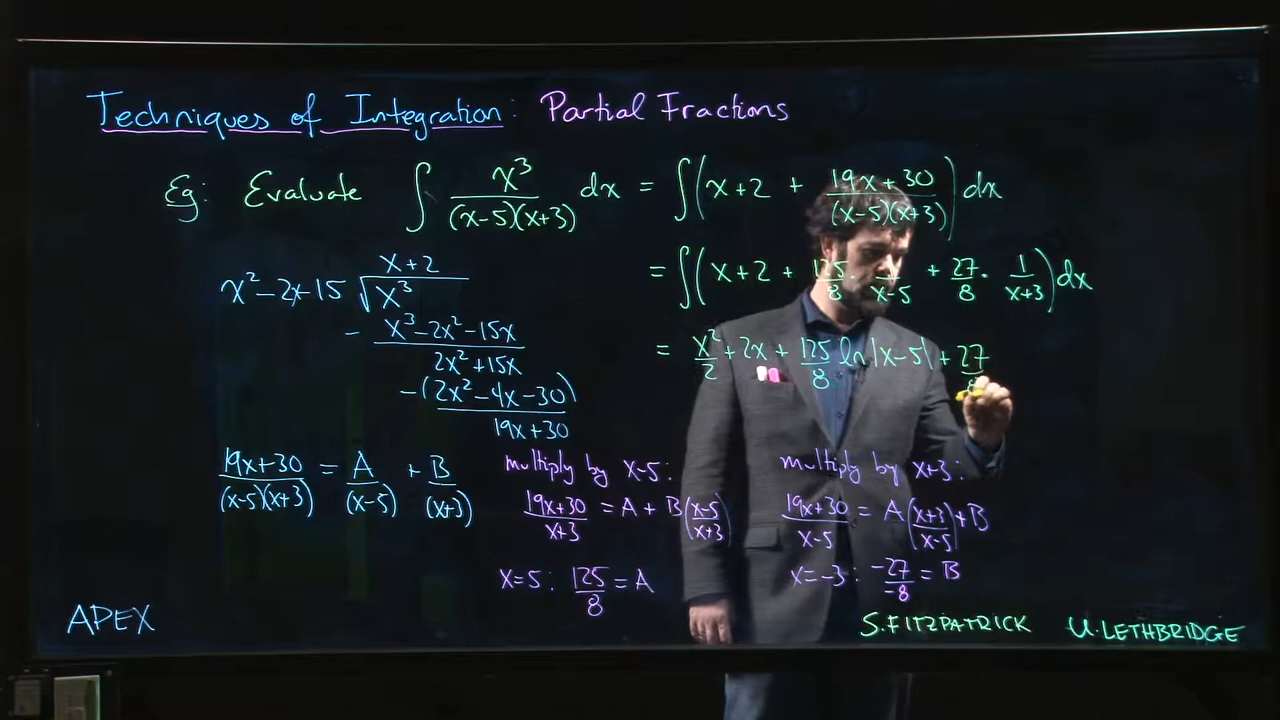 Techniques of Integration: Partial Fractions
Eg: Evaluate ∫ x³/((x-5)(x+3)) dx = ∫(x+2 + (19x+30)/((x-5)(x+3))) dx
= ∫(x+2 + 125/8 · 1/(x-5) + 27/8 · 1/(x+3)) dx
= x²/2 + 2x + 125/8 ln|x-5| + 27/8
x+2
x²-2x-15 √x³
- x³-2x²-15x
2x²+15x
-(2x²-4x-30)
19x+30
(19x+30)/((x-5)(x+3)) = A/(x-5) + B/(x+3)
multiply by x-5:
(19x+30)/(x+3) = A + B((x-5)/(x+3))
x=5: 125/8 = A
multiply by x+3:
(19x+30)/(x-5) = A((x+3)/(x-5)) + B
x=-3: -27/-8 = B
APEX
S.FITZPATRICK U.LETHBRIDGE